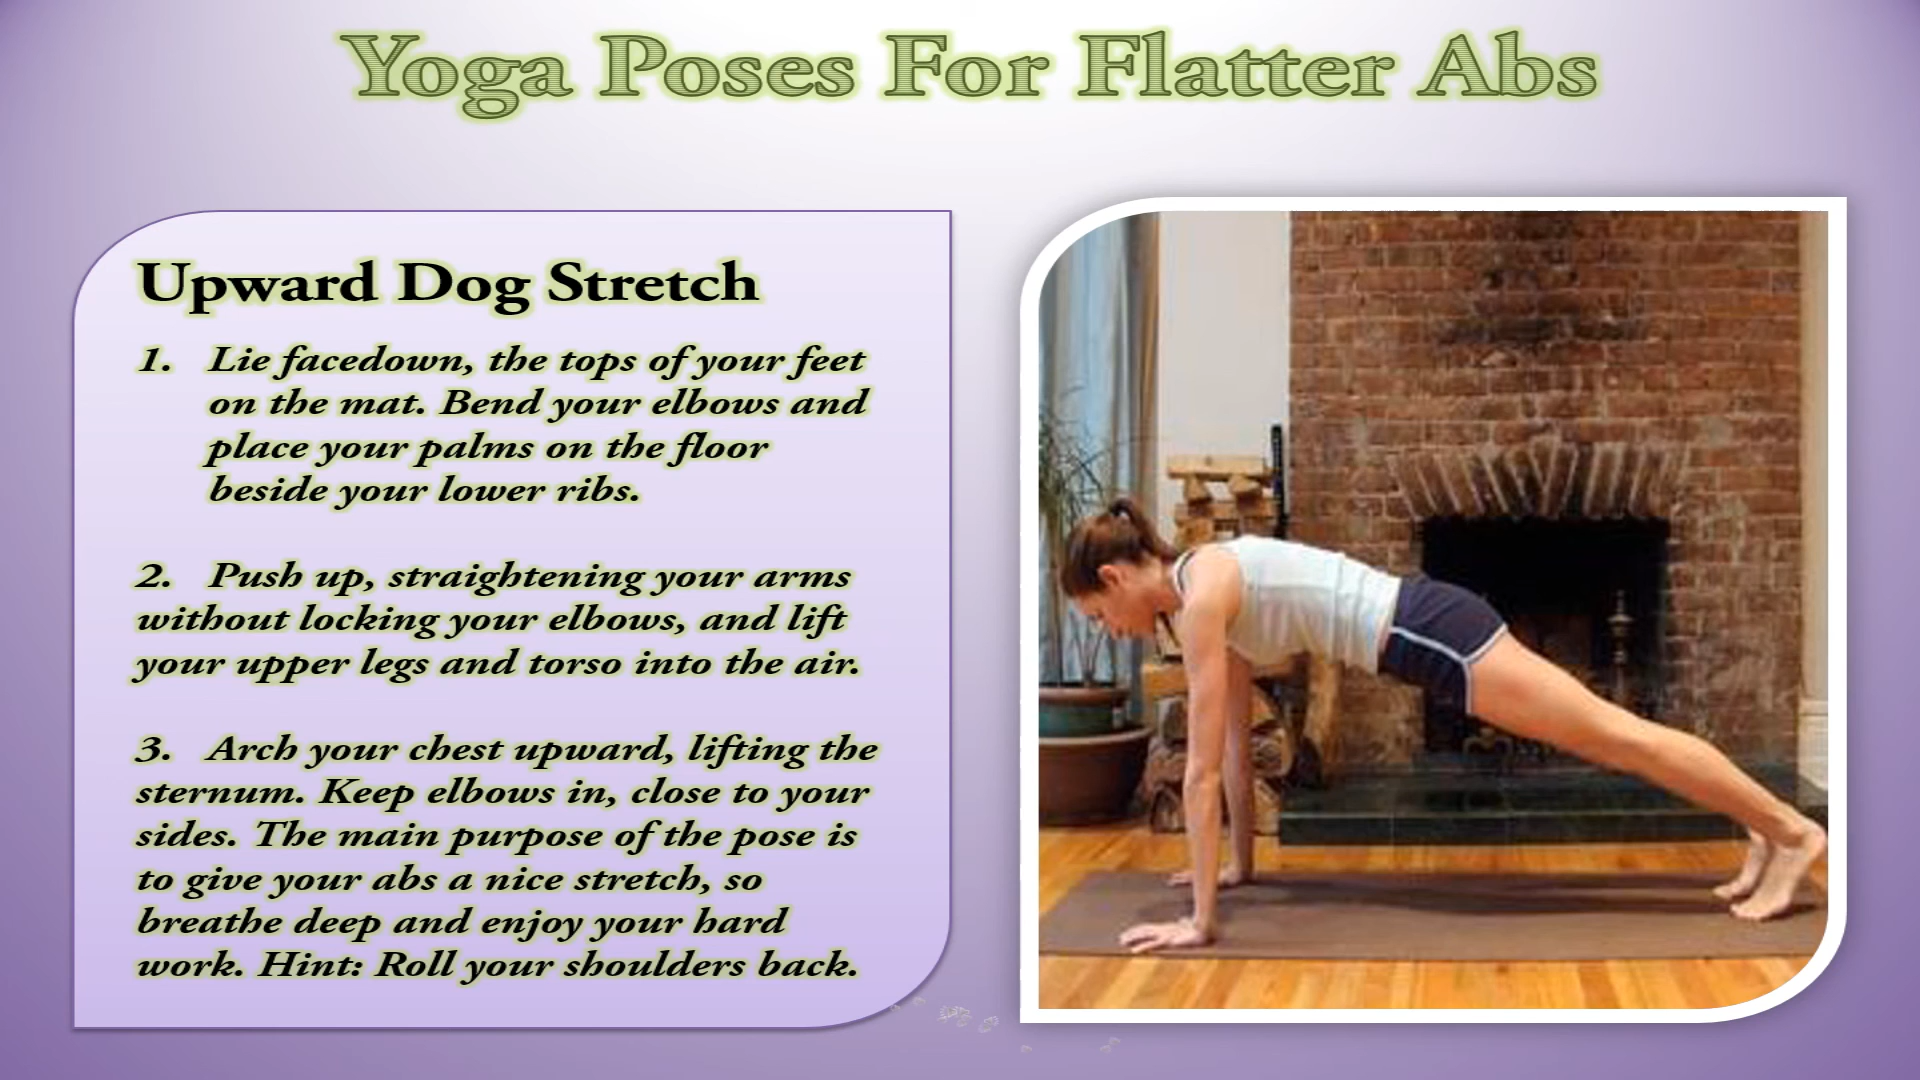 Yoga Poses For Flatter Abs
Upward Dog Stretch
1. Lie facedown, the tops of your feet
on the mat. Bend your elbows and
place your palms on the floor
beside your lower ribs.
2. Push up, straightening your arms
without locking your elbows, and lift
your upper legs and torso into the air.
3. Arch your chest upward, lifting the
sternum. Keep elbows in, close to your
sides. The main purpose of the pose is
to give your abs a nice stretch, so
breathe deep and enjoy your hard
work. Hint: Roll your shoulders back.